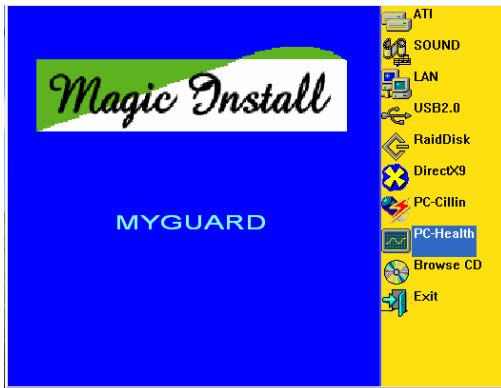 Magic Install
MYGUARD
ATI
SOUND
LAN
USB2.0
RaidDisk
DirectX9
PC-Cillin
PC-Health
Browse CD
Exit